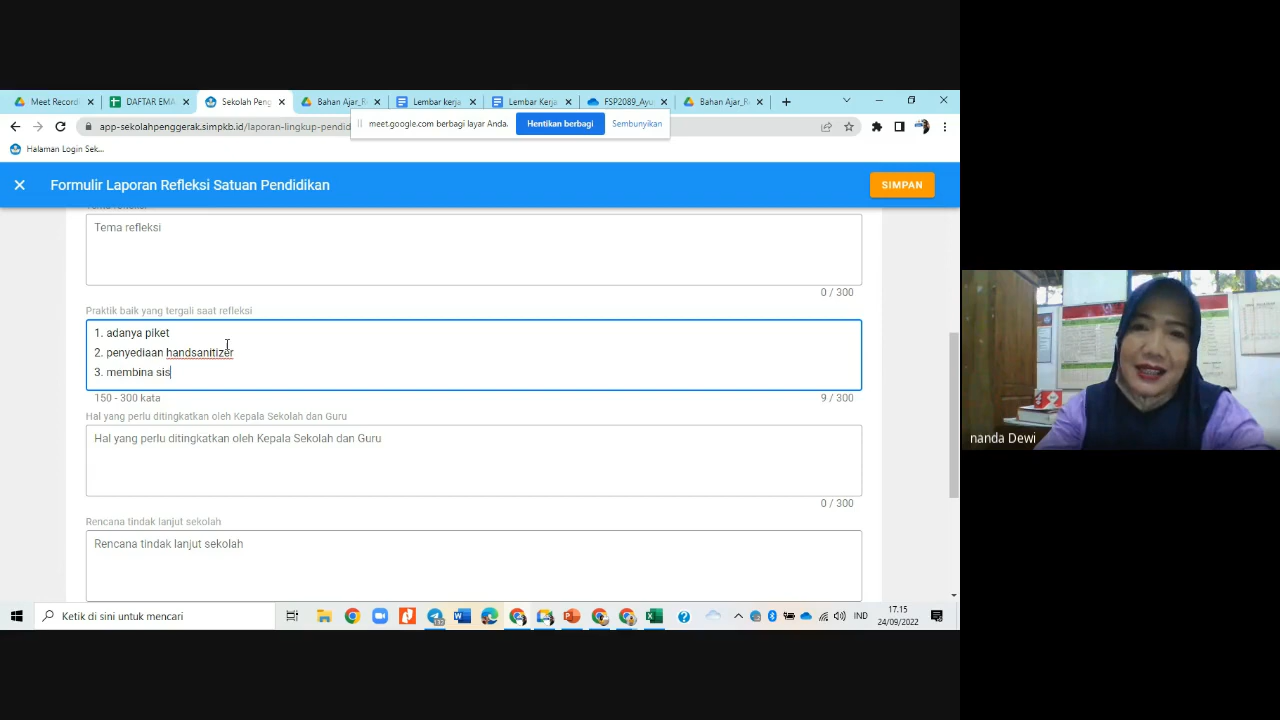 Meet Record
DAFTAR EMA
Sekolah Peng
Bahan Ajar_R
Lembar kerja
Lembar Kerja
FSP2089_Ayu
Bahan Ajar_R
app-sekolahpenggerak.simpkb.id/laporan-lingkup-pendid
meet.google.com berbagi layar Anda.
Hentikan berbagi
Sembunyikan
Halaman Login Sek...
Formulir Laporan Refleksi Satuan Pendidikan
SIMPAN
Tema refleksi
Tema refleksi
0 / 300
Praktik baik yang tergali saat refleksi
1. adanya piket
2. penyediaan handsanitizer
3. membina sis
150 - 300 kata
9 / 300
Hal yang perlu ditingkatkan oleh Kepala Sekolah dan Guru
Hal yang perlu ditingkatkan oleh Kepala Sekolah dan Guru
0 / 300
Rencana tindak lanjut sekolah
Rencana tindak lanjut sekolah
nanda Dewi
Ketik di sini untuk mencari
IND
17.15
24/09/2022